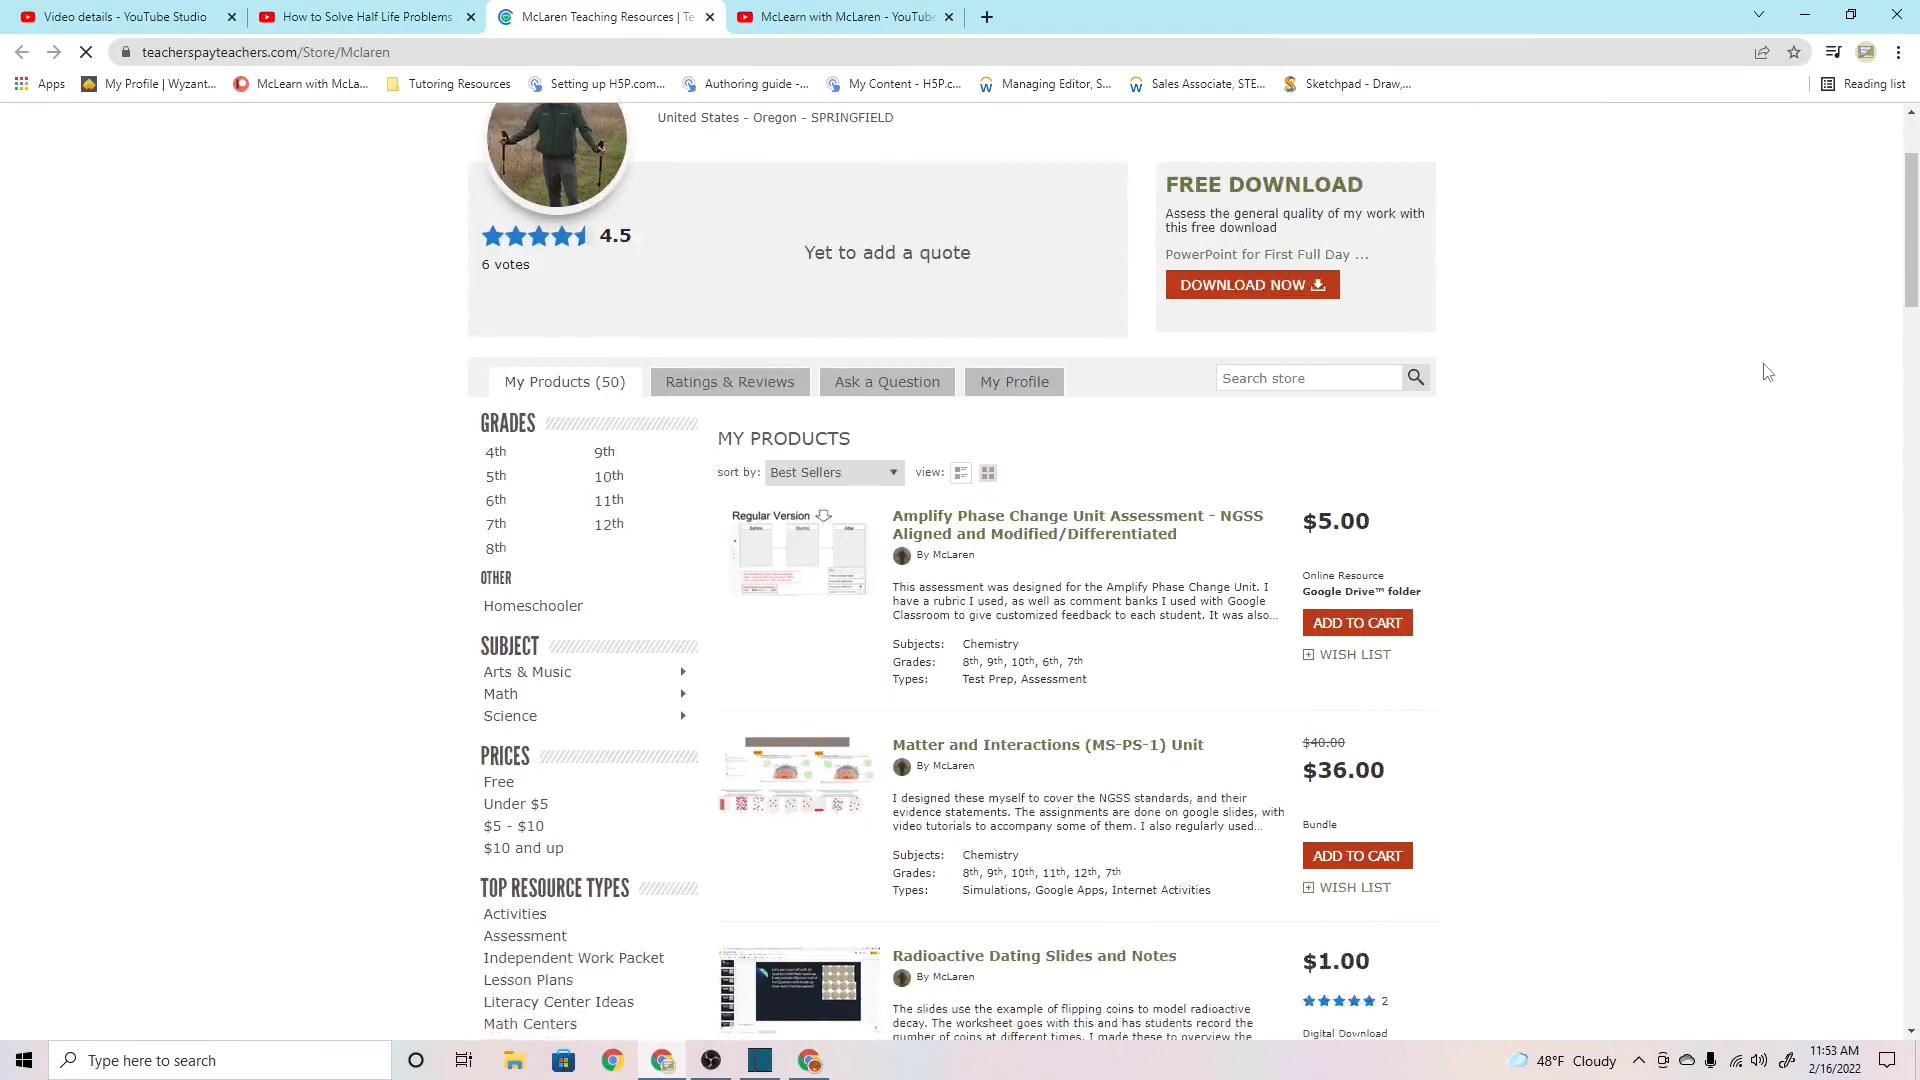 Video details - YouTube Studio
How to Solve Half Life Problems
McLaren Teaching Resources | Te
McLearn with McLaren - YouTube
teacherspayteachers.com/Store/Mclaren
Apps
My Profile | Wyzant...
McLearn with McLa...
Tutoring Resources
Setting up H5P.com...
Authoring guide -...
My Content - H5P.c...
Managing Editor, S...
Sales Associate, STE...
Sketchpad - Draw,...
Reading list
United States - Oregon - SPRINGFIELD
4.5
6 votes
Yet to add a quote
FREE DOWNLOAD
Assess the general quality of my work with
this free download
PowerPoint for First Full Day ...
DOWNLOAD NOW
My Products (50)
Ratings & Reviews
Ask a Question
My Profile
Search store
GRADES
4th 9th
5th 10th
6th 11th
7th 12th
8th
OTHER
Homeschooler
SUBJECT
Arts & Music
Math
Science
PRICES
Free
Under $5
$5 - $10
$10 and up
TOP RESOURCE TYPES
Activities
Assessment
Independent Work Packet
Lesson Plans
Literacy Center Ideas
Math Centers
MY PRODUCTS
sort by: Best Sellers view:
Regular Version
Before During After
Amplify Phase Change Unit Assessment - NGSS
Aligned and Modified/Differentiated
By McLaren
This assessment was designed for the Amplify Phase Change Unit. I
have a rubric I used, as well as comment banks I used with Google
Classroom to give customized feedback to each student. It was also...
Subjects: Chemistry
Grades: 8th, 9th, 10th, 6th, 7th
Types: Test Prep, Assessment
$5.00
Online Resource
Google Drive™ folder
ADD TO CART
WISH LIST
Matter and Interactions (MS-PS-1) Unit
By McLaren
I designed these myself to cover the NGSS standards, and their
evidence statements. The assignments are done on google slides, with
video tutorials to accompany some of them. I also regularly used...
Subjects: Chemistry
Grades: 8th, 9th, 10th, 11th, 12th, 7th
Types: Simulations, Google Apps, Internet Activities
$40.00
$36.00
Bundle
ADD TO CART
WISH LIST
Radioactive Dating Slides and Notes
By McLaren
The slides use the example of flipping coins to model radioactive
decay. The worksheet goes with this and has students record the
number of coins at different times. I made these to overview the
$1.00
2
Digital Download
Type here to search
48°F Cloudy
11:53 AM
2/16/2022